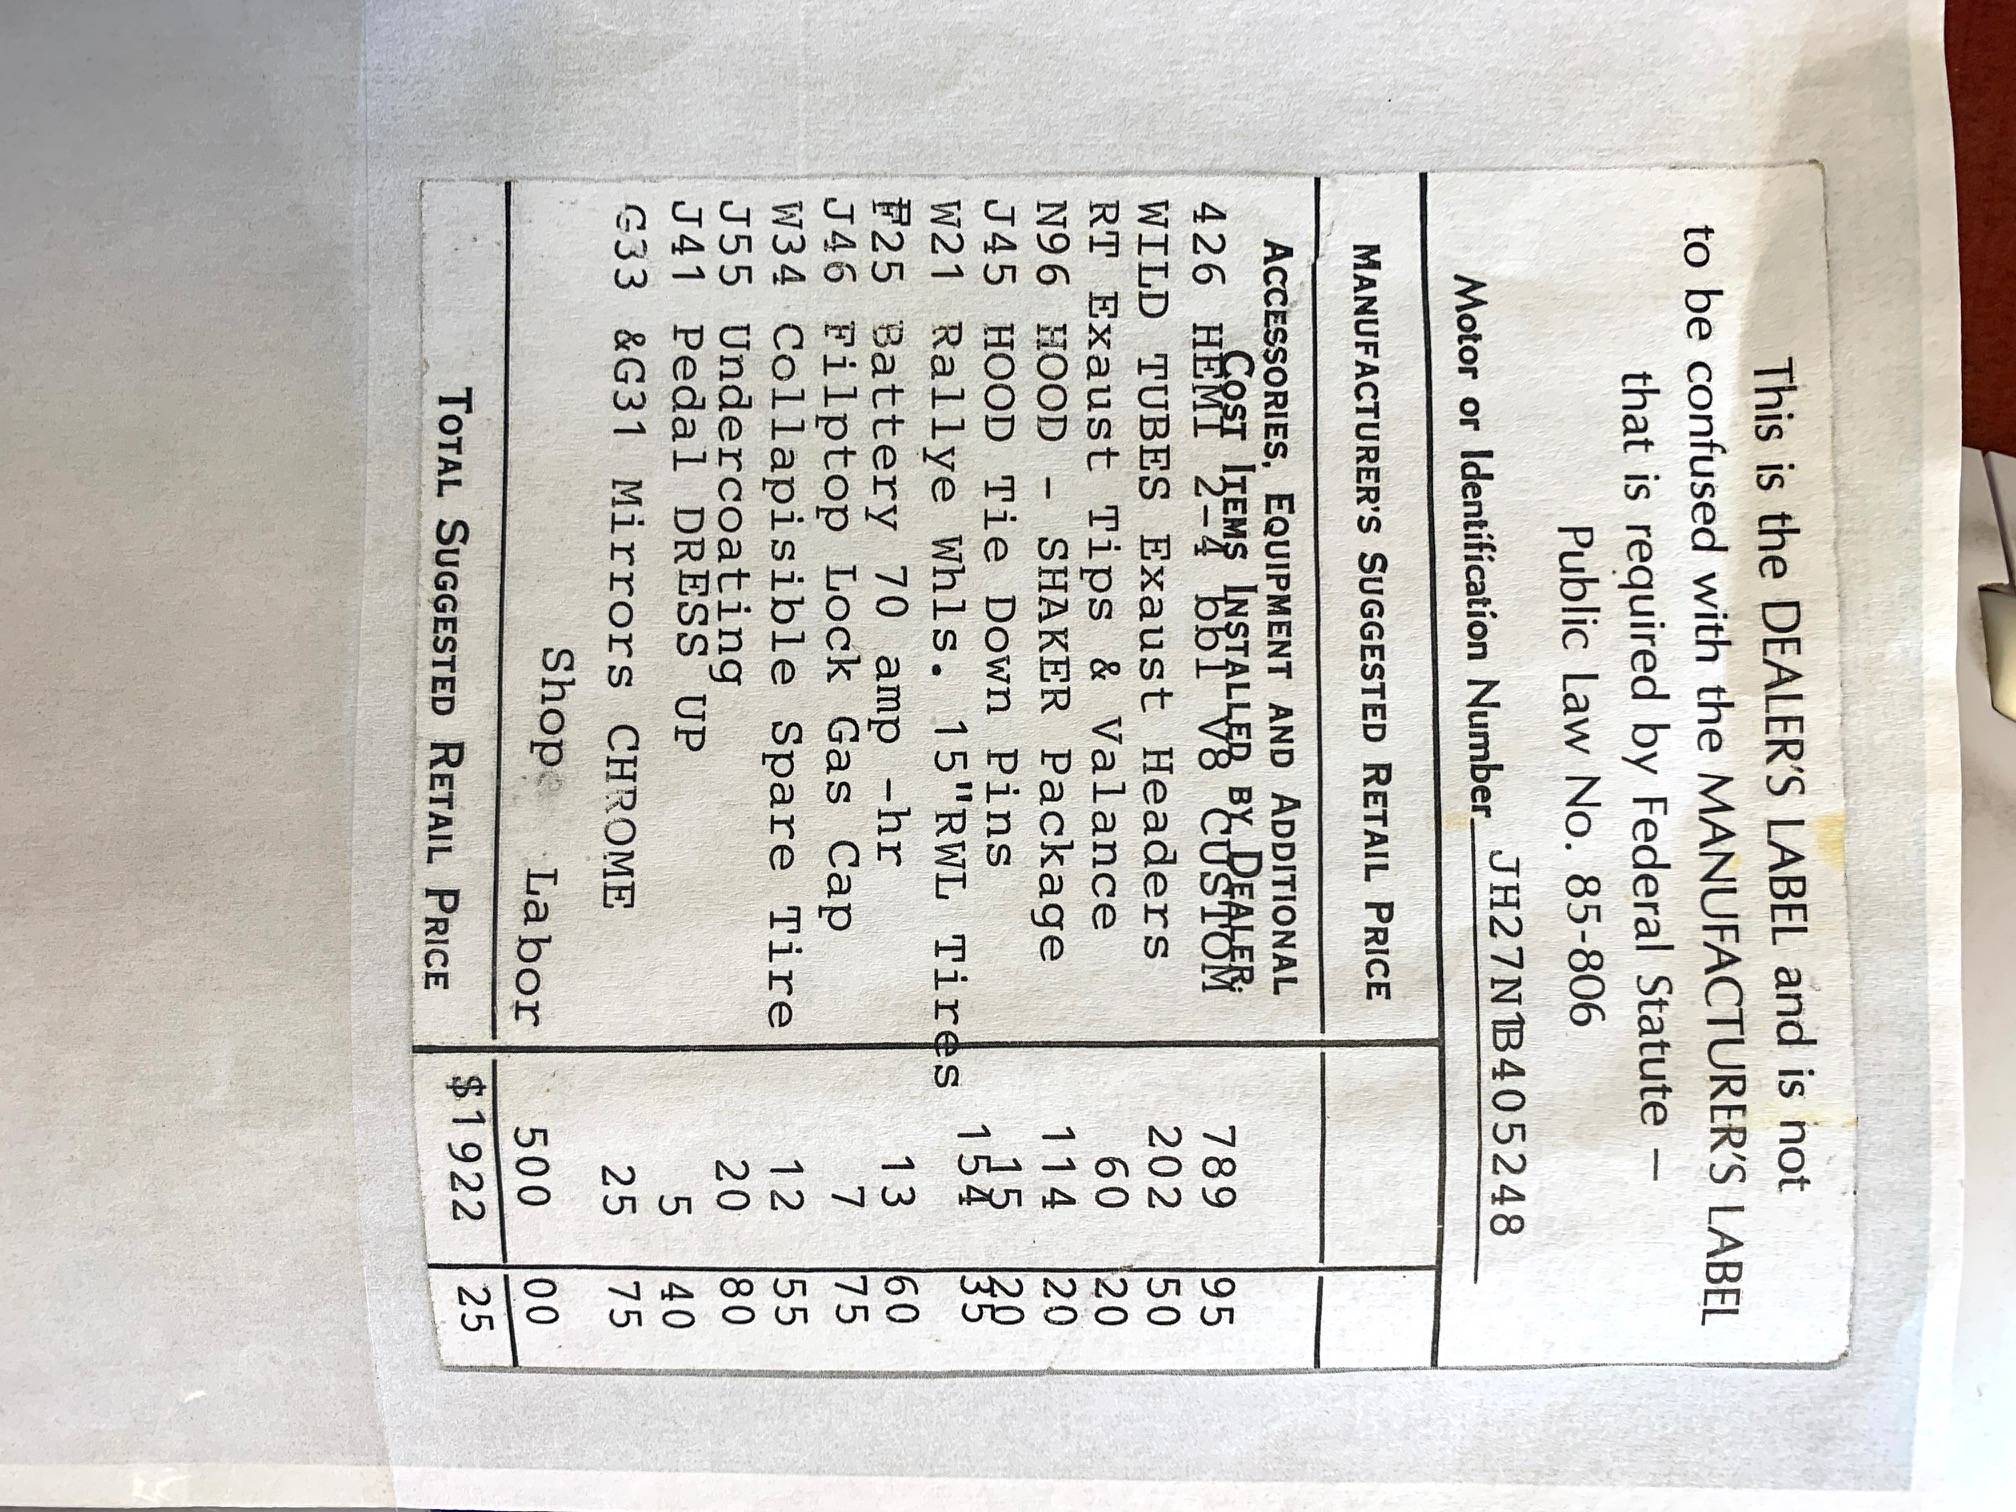 This is the DEALER'S LABEL and is not
to be confused with the MANUFACTURER'S LABEL
that is required by Federal Statute —
Public Law No. 85-806
Motor or Identification Number JH27N1B405248
MANUFACTURER'S SUGGESTED RETAIL PRICE
ACCESSORIES, EQUIPMENT AND ADDITIONAL
COST ITEMS INSTALLED BY DEALER:
426 HEMI 2-4 bbl V8 CUSTOM 789 95
WILD TUBES Exaust Headers 202 50
RT Exaust Tips & Valance 60 20
N96 HOOD - SHAKER Package 114 20
J45 HOOD Tie Down Pins 15 20
W21 Rallye Whls. 15"RWL Tires 154 35
F25 Battery 70 amp -hr 13 60
J46 Filptop Lock Gas Cap 7 75
W34 Collapisible Spare Tire 12 55
J55 Undercoating 20 80
J41 Pedal DRESS UP 5 40
G33 &G31 Mirrors CHROME 25 75
Shop Labor 500 00
TOTAL SUGGESTED RETAIL PRICE $1922 25